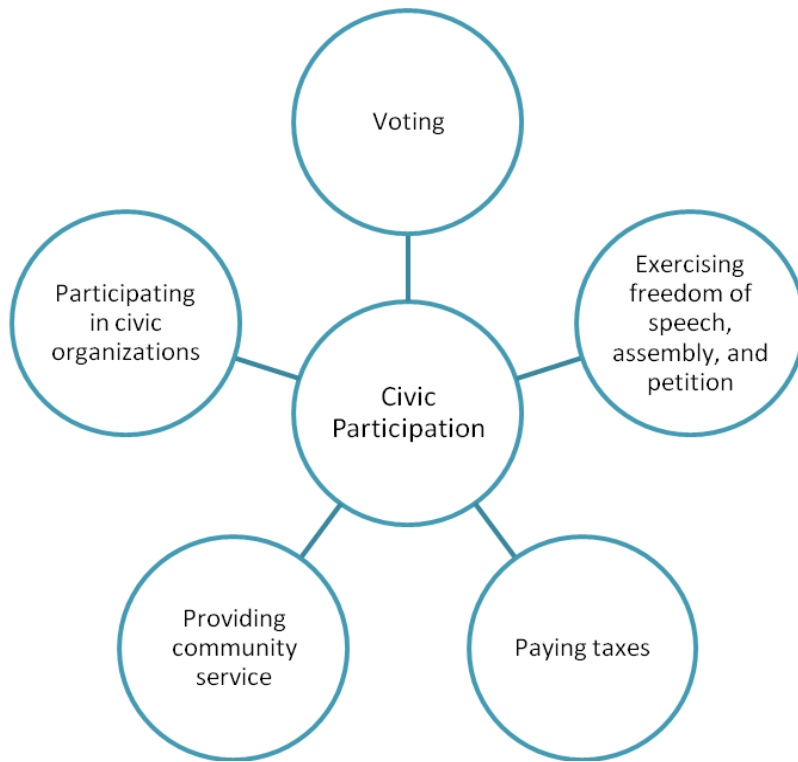 Voting
Participating
in civic
organizations
Exercising
freedom of
speech,
assembly, and
petition
Civic
Participation
Providing
community
service
Paying taxes